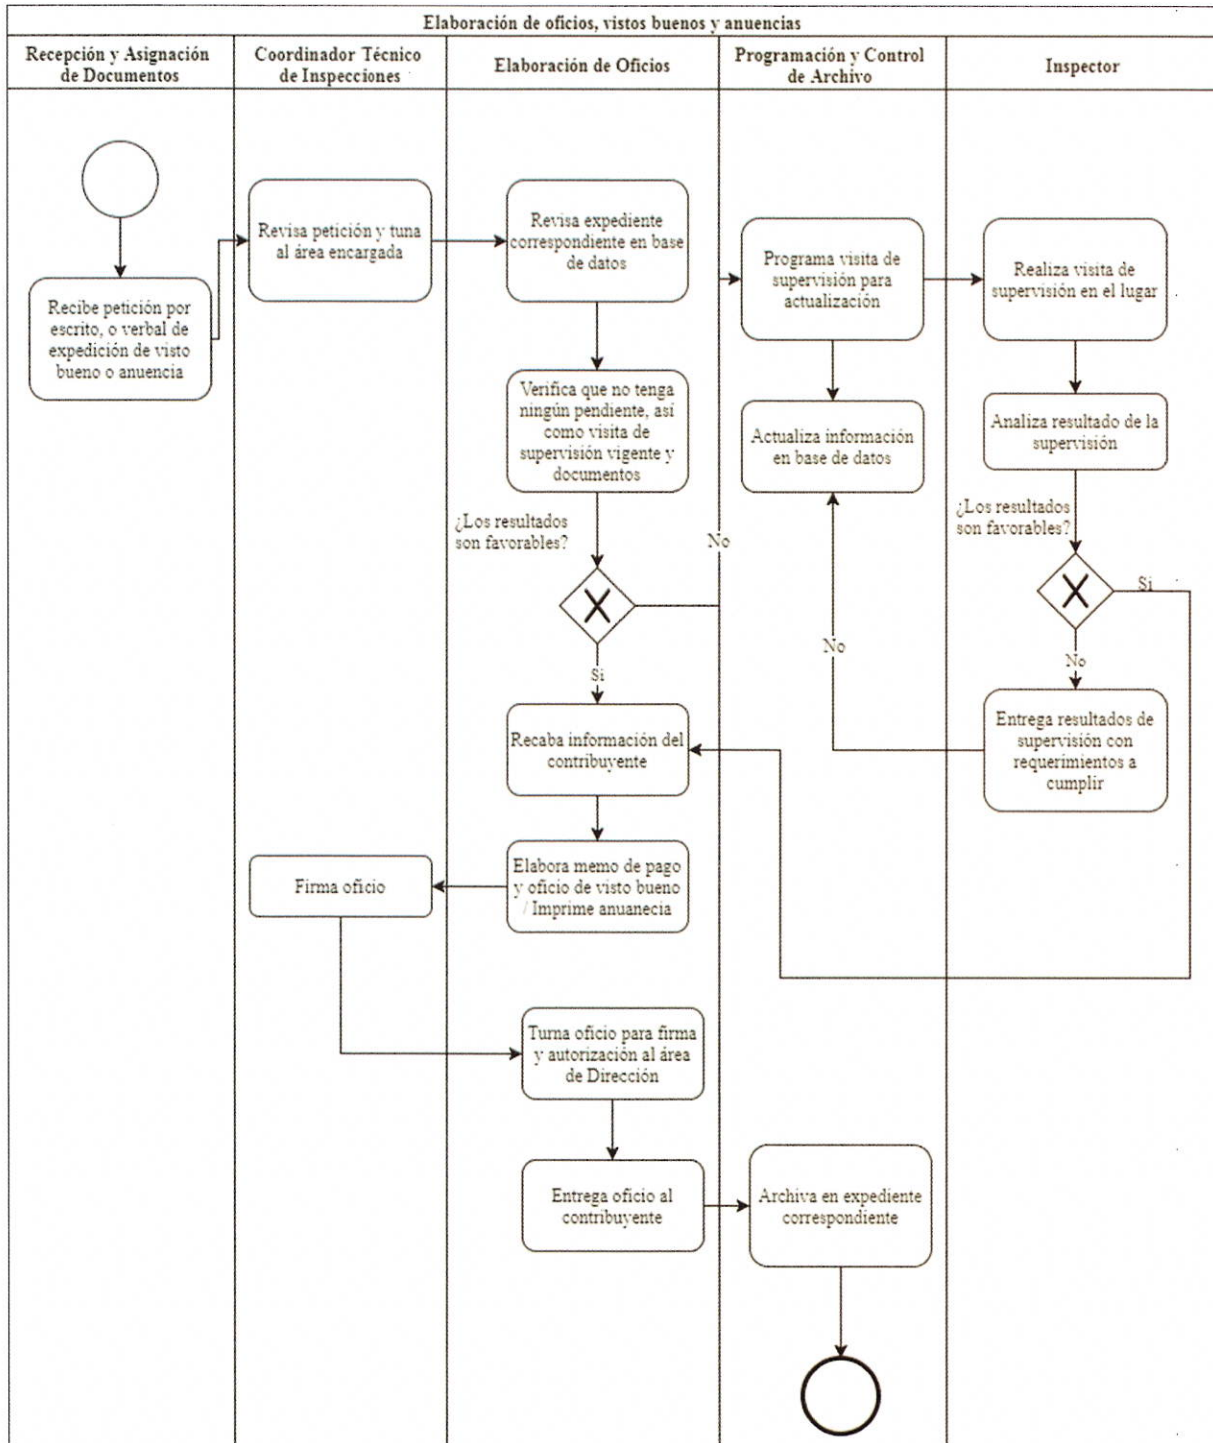 Elaboración de oficios, vistos buenos y anuencias
Recepción y Asignación
de Documentos
Coordinador Técnico
de Inspecciones
Elaboración de Oficios
Programación y Control
de Archivo
Inspector
Recibe petición por
escrito, o verbal de
expedición de visto
bueno o anuencia
Revisa petición y tuna
al área encargada
Revisa expediente
correspondiente en base
de datos
Verifica que no tenga
ningún pendiente, así
como visita de
supervisión vigente y
documentos
¿Los resultados
son favorables?
No
Si
Programa visita de
supervisión para
actualización
Actualiza información
en base de datos
No
Realiza visita de
supervisión en el lugar
Analiza resultado de la
supervisión
¿Los resultados
son favorables?
Si
No
Entrega resultados de
supervisión con
requerimientos a
cumplir
Recaba información del
contribuyente
Elabora memo de pago
y oficio de visto bueno
/ Imprime anuanecia
Firma oficio
Turna oficio para firma
y autorización al área
de Dirección
Entrega oficio al
contribuyente
Archiva en expediente
correspondiente